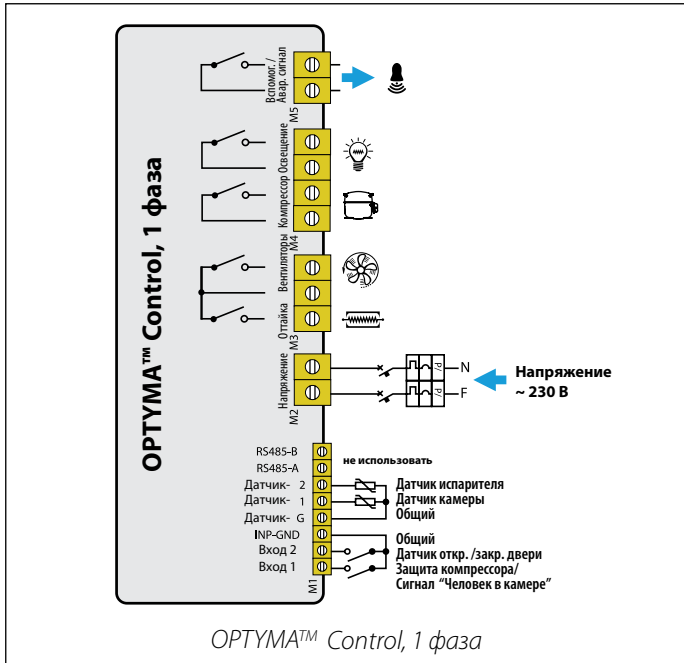 OPTYMA™ Control, 1 фаза
Вспомог. /
Авар. сигнал
M5
Освещение
Компрессор
M4
Вентиляторы
Оттайка
M3
Напряжение
M2
P/
N
P/
F
Напряжение
~ 230 В
RS485-B
RS485-A
не использовать
Датчик- 2
Датчик испарителя
Датчик- 1
Датчик камеры
Датчик- G
Общий
INP-GND
Общий
Вход 2
Датчик откр. /закр. двери
Вход 1
Защита компрессора/
Сигнал “Человек в камере”
M1
OPTYMA™ Control, 1 фаза